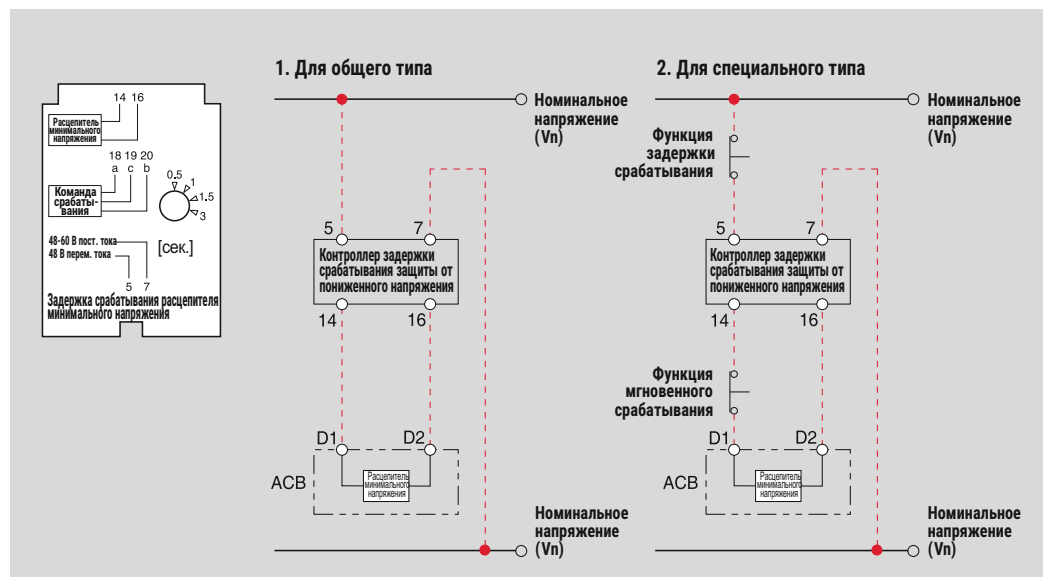 14 16
Расцепитель
минимального
напряжения
18 19 20
a c b
Команда
срабаты-
вания
0.5
1
1.5
3
[сек.]
48-60 В пост. тока
48 В перем. тока
5 7
Задержка срабатывания расцепителя
минимального напряжения
1. Для общего типа
Номинальное
напряжение
(Vn)
5 7
Контроллер задержки
срабатывания защиты от
пониженного напряжения
14 16
D1 D2
ACB
Расцепитель
минимального
напряжения
Номинальное
напряжение
(Vn)
2. Для специального типа
Номинальное
напряжение
(Vn)
Функция
задержки
срабатывания
5 7
Контроллер задержки
срабатывания защиты от
пониженного напряжения
14 16
Функция
мгновенного
срабатывания
D1 D2
ACB
Расцепитель
минимального
напряжения
Номинальное
напряжение
(Vn)